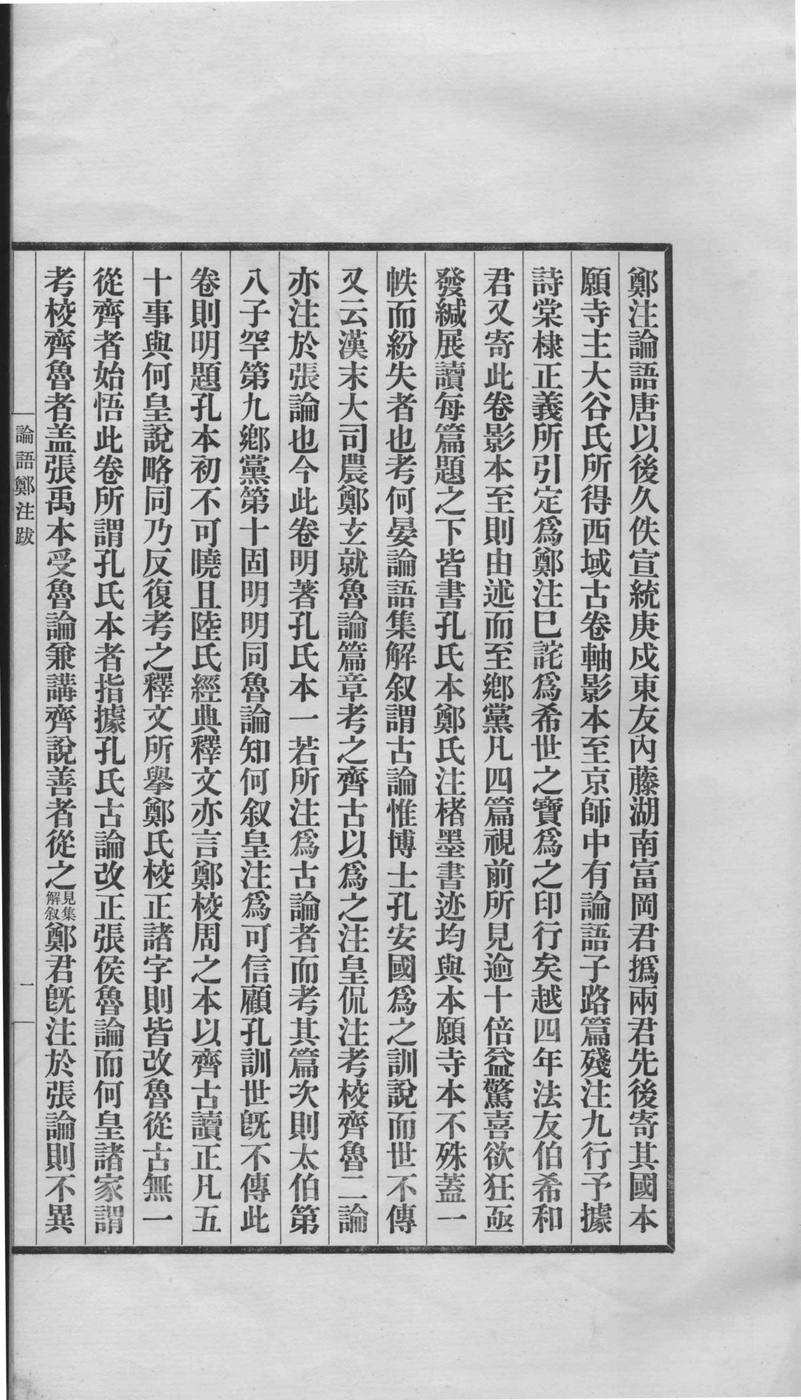 鄭注論語唐以後久佚宣統庚戍東友內藤湖南富岡君撝兩君先後寄其國本
願寺主大谷氏所得西域古卷軸影本至京師中有論語子路篇殘注九行予據
詩棠棣正義所引定爲鄭注已詫爲希世之寶爲之印行矣越四年法友伯希和
君又寄此卷影本至則由述而至鄉黨凡四篇視前所見逾十倍益驚喜欲狂亟
發緘展讀每篇題之下皆書孔氏本鄭氏注楮墨書迹均與本願寺本不殊蓋一
帙而紛失者也考何晏論語集解叙謂古論惟博士孔安國爲之訓說而世不傳
又云漢末大司農鄭玄就魯論篇章考之齊古以爲之注皇侃注考校齊魯二論
亦注於張論也今此卷明著孔氏本一若所注爲古論者而考其篇次則太伯第
八子罕第九鄉黨第十固明明同魯論知何叙皇注爲可信顧孔訓世旣不傳此
卷則明題孔本初不可曉且陸氏經典釋文亦言鄭校周之本以齊古讀正凡五
十事與何皇說略同乃反復考之釋文所舉鄭氏校正諸字則皆改魯從古無一
從齊者始悟此卷所謂孔氏本者指據孔氏古論改正張侯魯論而何皇諸家謂
考校齊魯者盖張禹本受魯論兼講齊說善者從之見集解叙鄭君旣注於張論則不異
論語鄭注跋
一